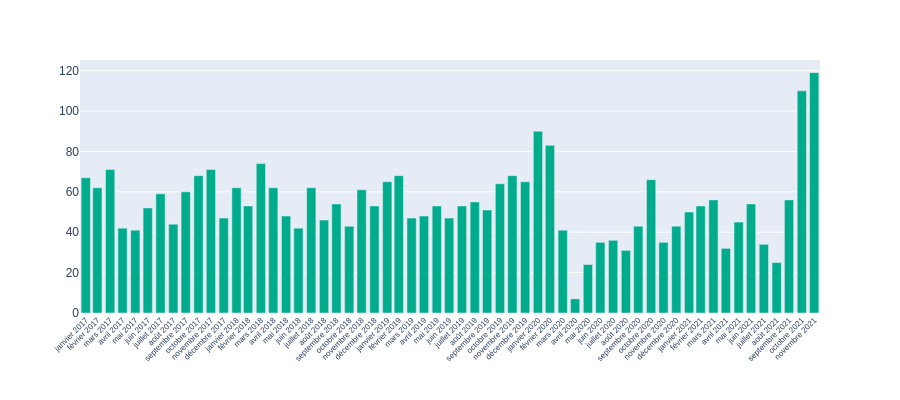 120
100
80
60
40
20
0
janvier 2017
février 2017
mars 2017
avril 2017
mai 2017
juin 2017
juillet 2017
août 2017
septembre 2017
octobre 2017
novembre 2017
décembre 2017
janvier 2018
février 2018
mars 2018
avril 2018
mai 2018
juin 2018
juillet 2018
août 2018
septembre 2018
octobre 2018
novembre 2018
décembre 2018
janvier 2019
février 2019
mars 2019
avril 2019
mai 2019
juin 2019
juillet 2019
août 2019
septembre 2019
octobre 2019
novembre 2019
décembre 2019
janvier 2020
février 2020
mars 2020
avril 2020
mai 2020
juin 2020
juillet 2020
août 2020
septembre 2020
octobre 2020
novembre 2020
décembre 2020
janvier 2021
février 2021
mars 2021
avril 2021
mai 2021
juin 2021
juillet 2021
août 2021
septembre 2021
octobre 2021
novembre 2021